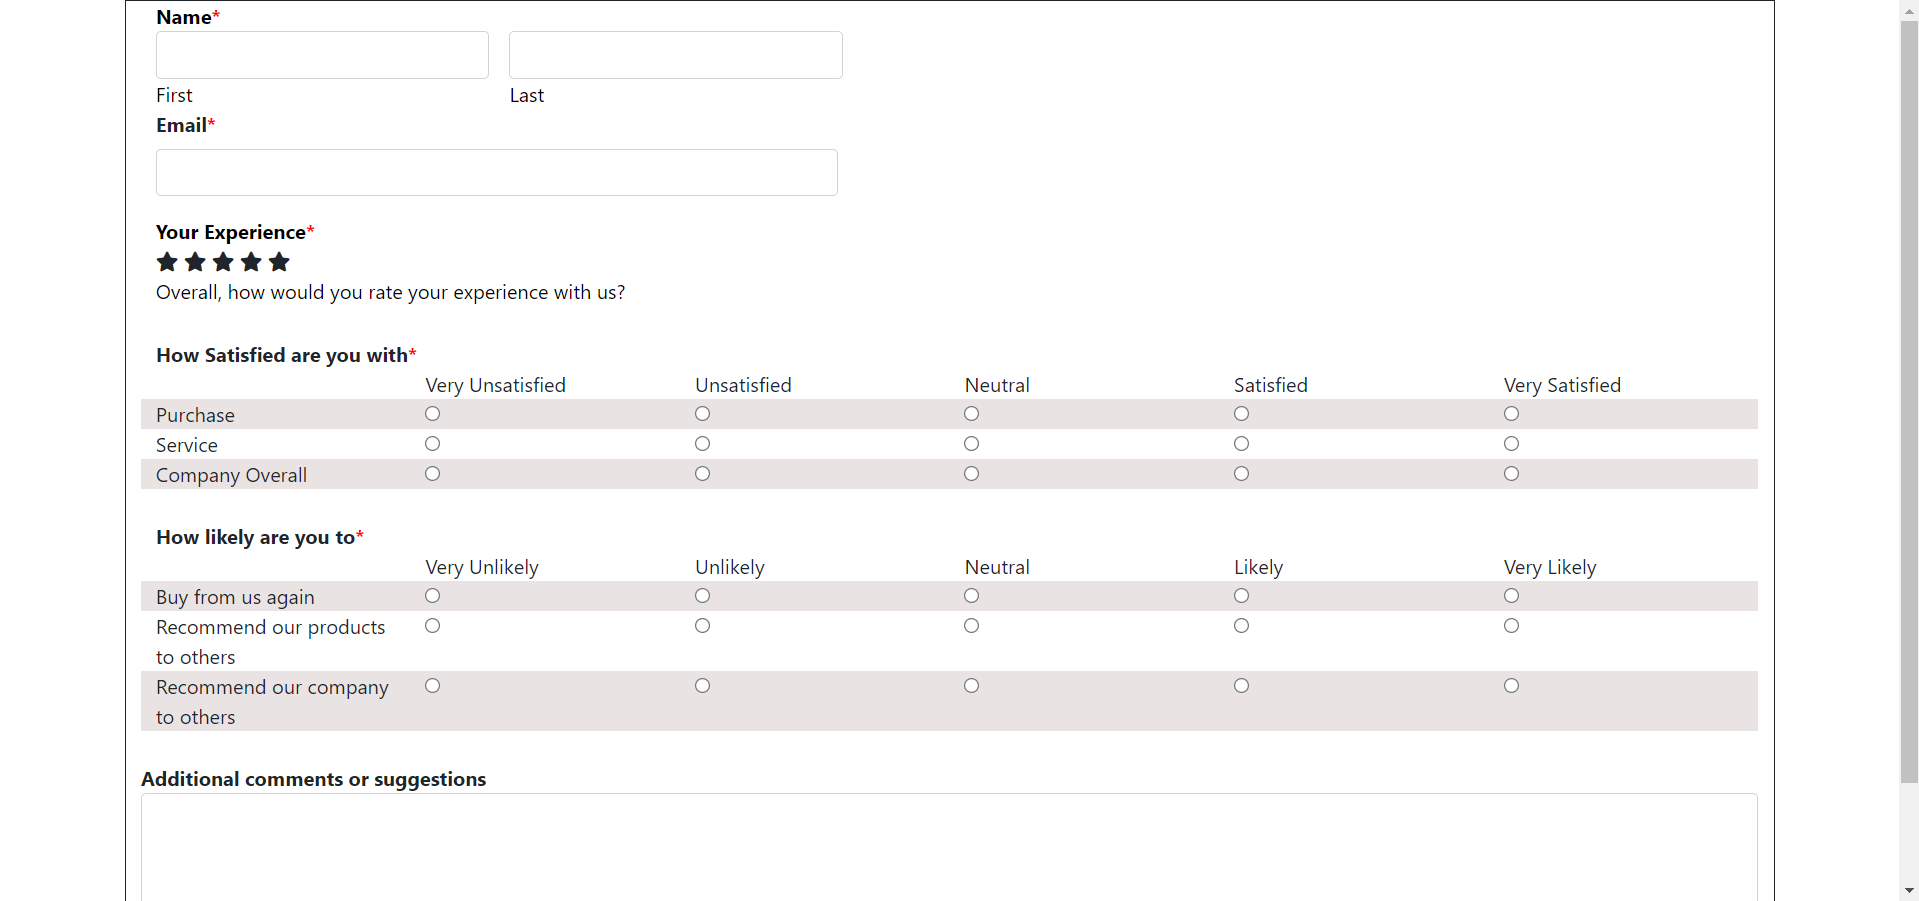 Name*
First Last
Email*
Your Experience*
Overall, how would you rate your experience with us?
How Satisfied are you with*
Very Unsatisfied Unsatisfied Neutral Satisfied Very Satisfied
Purchase
Service
Company Overall
How likely are you to*
Very Unlikely Unlikely Neutral Likely Very Likely
Buy from us again
Recommend our products
to others
Recommend our company
to others
Additional comments or suggestions